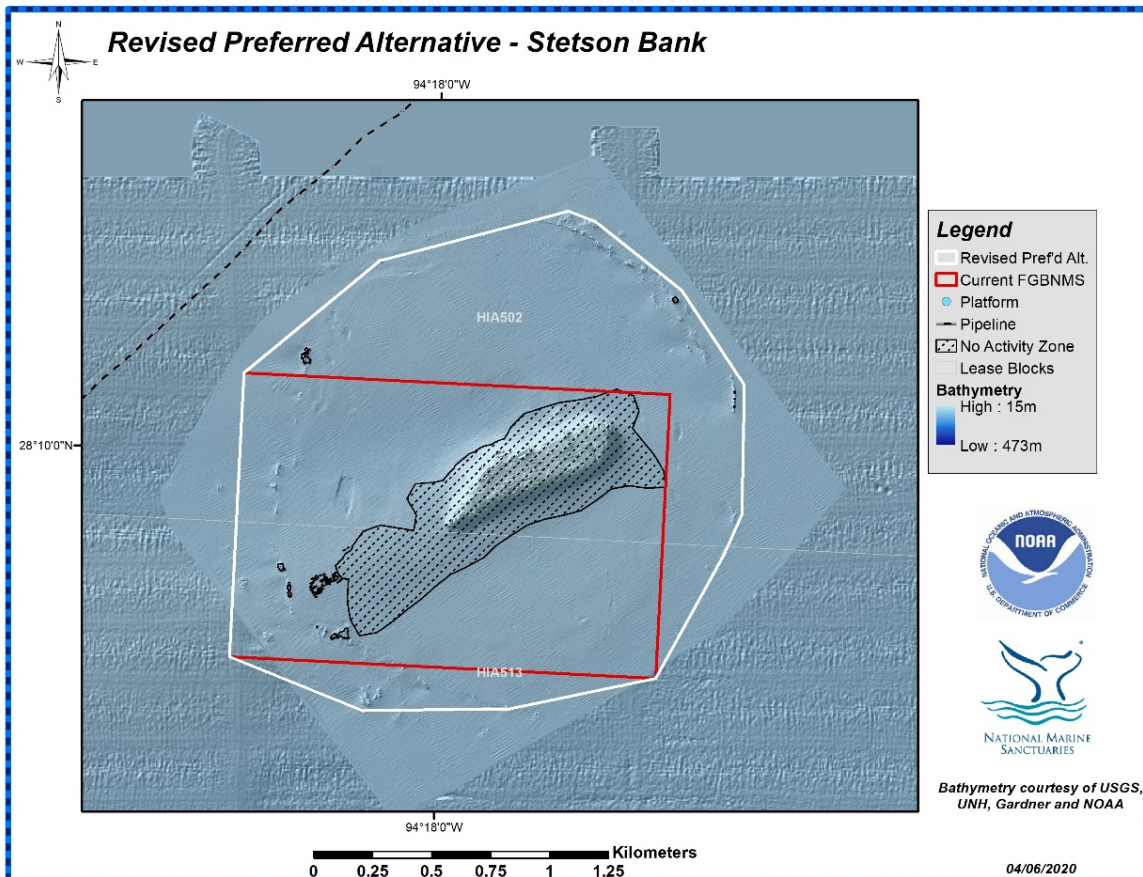 Revised Preferred Alternative - Stetson Bank
N
W
E
S
94°18'0"W
HIA502
28°10'0"N
HIA513
94°18'0"W
Legend
Revised Pref'd Alt.
Current FGBNMS
Platform
Pipeline
No Activity Zone
Lease Blocks
Bathymetry
High : 15m
Low : 473m
NATIONAL OCEANIC AND ATMOSPHERIC ADMINISTRATION
NOAA
U.S. DEPARTMENT OF COMMERCE
NATIONAL MARINE
SANCTUARIES
Bathymetry courtesy of USGS,
UNH, Gardner and NOAA
Kilometers
0 0.25 0.5 0.75 1 1.25
04/06/2020